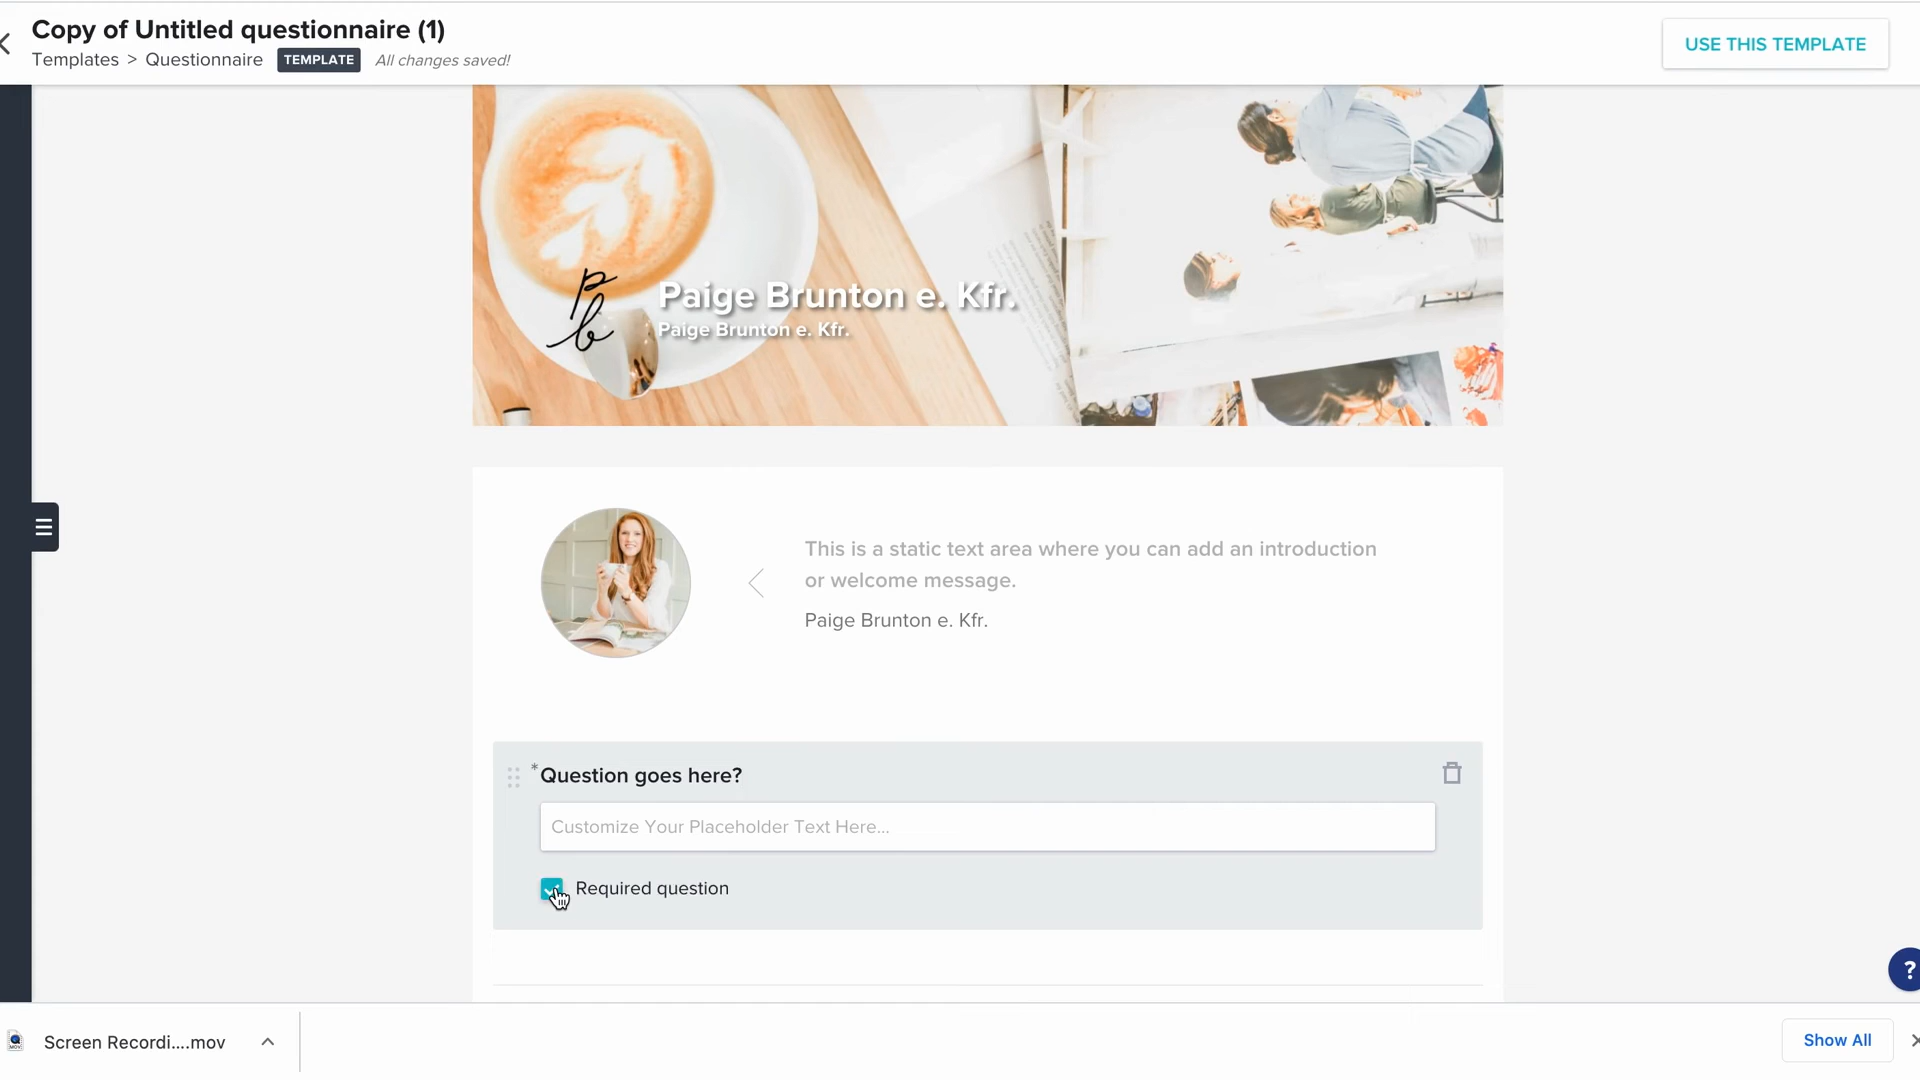 Copy of Untitled questionnaire (1)
Templates > Questionnaire TEMPLATE All changes saved!
USE THIS TEMPLATE
pb
Paige Brunton e. Kfr.
Paige Brunton e. Kfr.
This is a static text area where you can add an introduction
or welcome message.
Paige Brunton e. Kfr.
*Question goes here?
Customize Your Placeholder Text Here...
Required question
?
Screen Recordi....mov
Show All